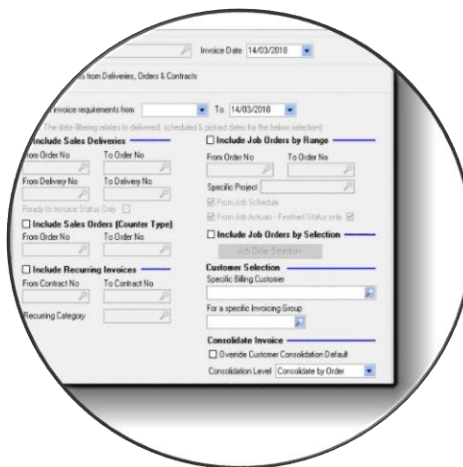 Invoice Date 14/03/2018
from Deliveries, Orders & Contracts
invoice requirements from To 14/03/2018
The date filtering relates to delivered, scheduled & picked dates for the below selection)
Include Sales Deliveries
From Order No To Order No
From Delivery No To Delivery No
Ready to Invoice Status Only
Include Sales Orders (Counter Type)
From Order No To Order No
Include Recurring Invoices
From Contract No To Contract No
Recurring Category
Include Job Orders by Range
From Order No To Order No
Specific Project
From Job Schedule
From Job Actuals - Finished Status only
Include Job Orders by Selection
Job Order Selection
Customer Selection
Specific Billing Customer
For a specific Invoicing Group
Consolidate Invoice
Override Customer Consolidation Default
Consolidation Level Consolidate by Order